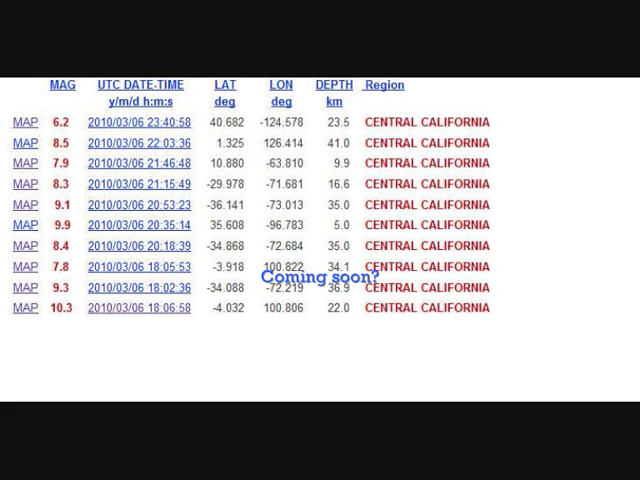 MAG UTC DATE-TIME LAT LON DEPTH Region
y/m/d h:m:s deg deg km
MAP 6.2 2010/03/06 23:40:58 40.682 -124.578 23.5 CENTRAL CALIFORNIA
MAP 8.5 2010/03/06 22:03:36 1.325 126.414 41.0 CENTRAL CALIFORNIA
MAP 7.9 2010/03/06 21:46:48 10.880 -63.810 9.9 CENTRAL CALIFORNIA
MAP 8.3 2010/03/06 21:15:49 -29.978 -71.681 16.6 CENTRAL CALIFORNIA
MAP 9.1 2010/03/06 20:53:23 -36.141 -73.013 35.0 CENTRAL CALIFORNIA
MAP 9.9 2010/03/06 20:35:14 35.608 -96.783 5.0 CENTRAL CALIFORNIA
MAP 8.4 2010/03/06 20:18:39 -34.868 -72.684 35.0 CENTRAL CALIFORNIA
MAP 7.8 2010/03/06 18:05:53 -3.918 100.822 34.1 CENTRAL CALIFORNIA
Coming soon?
MAP 9.3 2010/03/06 18:02:36 -34.088 -72.219 36.9 CENTRAL CALIFORNIA
MAP 10.3 2010/03/06 18:06:58 -4.032 100.806 22.0 CENTRAL CALIFORNIA